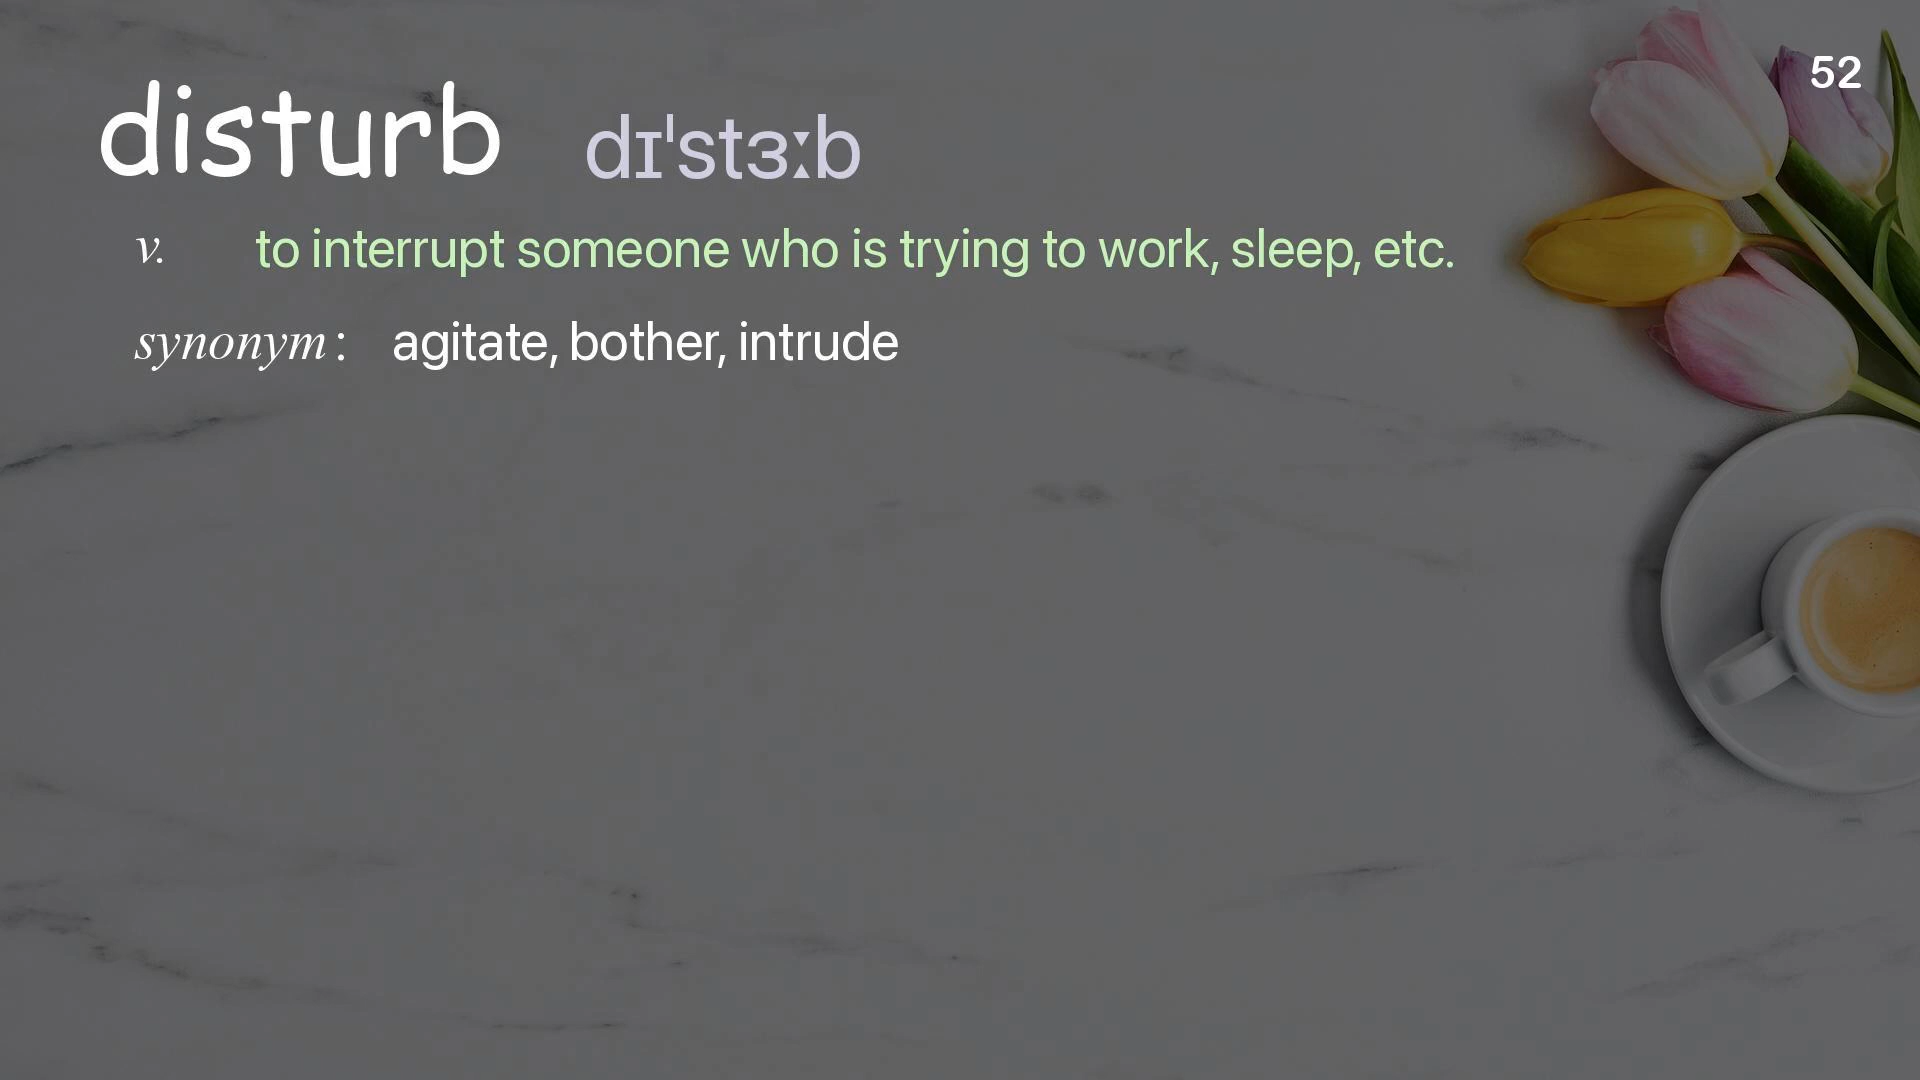 52
disturb dɪˈstɜːb
v. to interrupt someone who is trying to work, sleep, etc.
synonym: agitate, bother, intrude